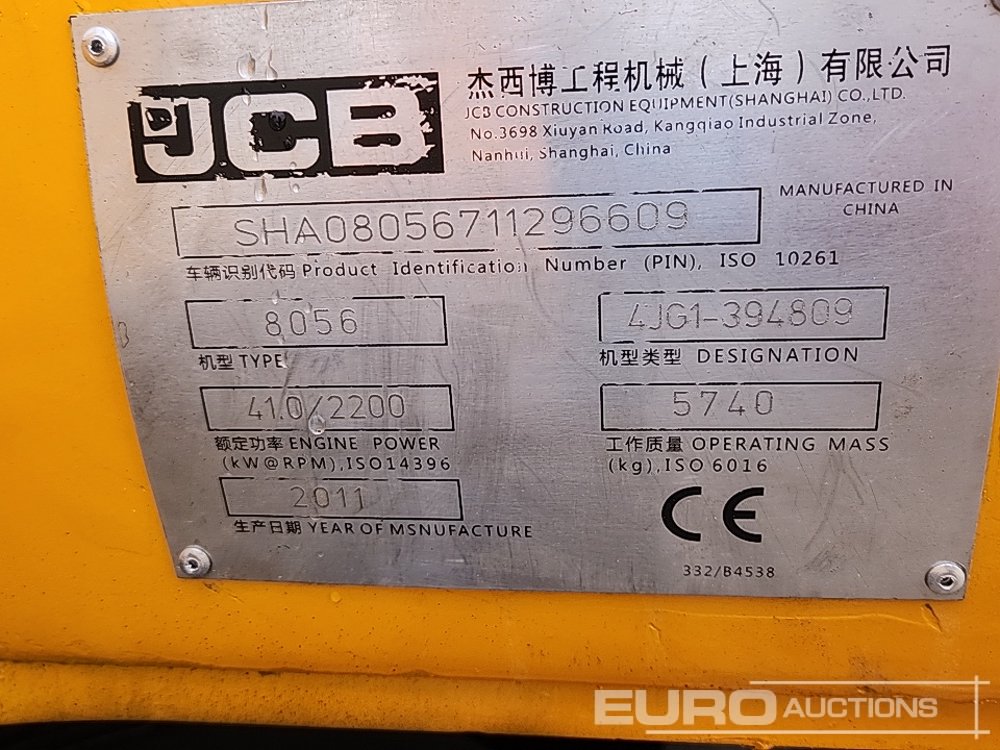 JCB
杰西博工程机械(上海)有限公司
JCB CONSTRUCTION EQUIPMENT(SHANGHAI) CO.,LTD.
No.3698 Xiuyan Road, Kangqiao Industrial Zone,
Nanhui, Shanghai, China
MANUFACTURED IN
CHINA
SHA08056711296609
车辆识别代码 Product Identification Number (PIN), ISO 10261
8056
机型 TYPE
4JG1-394809
机型类型 DESIGNATION
41.0/2200
额定功率 ENGINE POWER
(kW@RPM),ISO14396
5740
工作质量 OPERATING MASS
(kg),ISO 6016
2011
生产日期 YEAR OF MSNUFACTURE
CE
332/B4538
EURO AUCTIONS